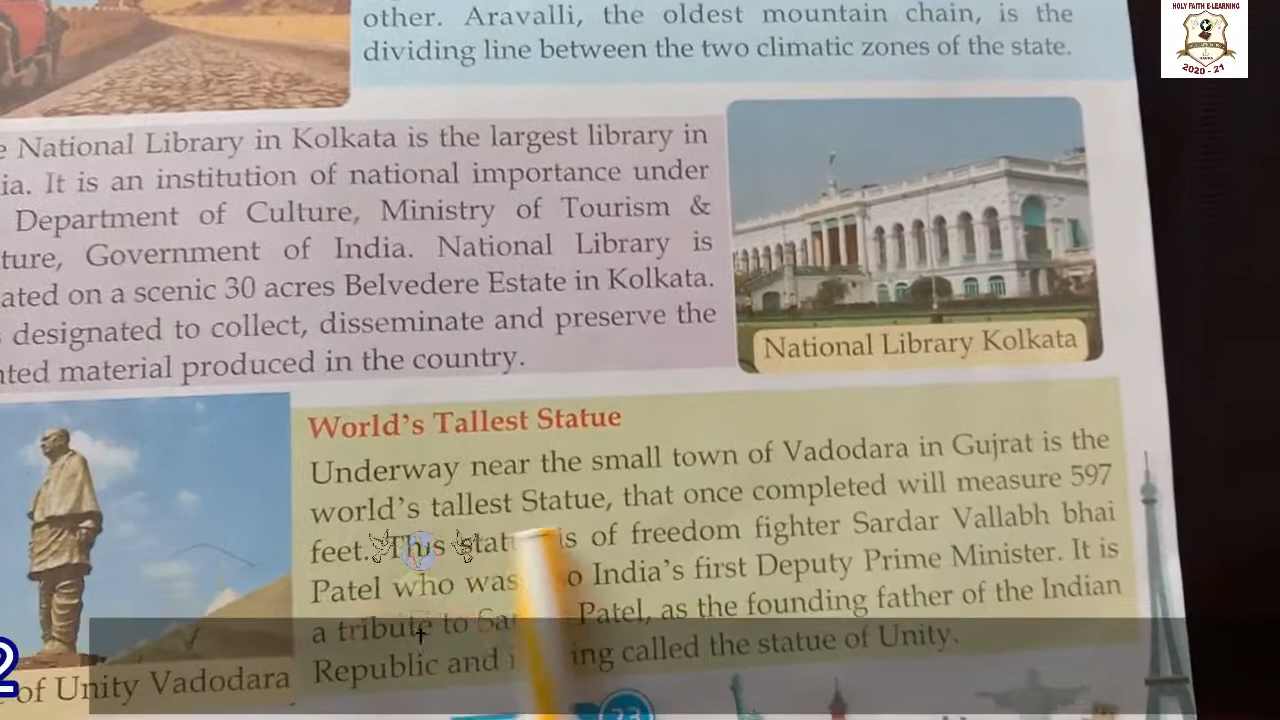 other. Aravalli, the oldest mountain chain, is the
dividing line between the two climatic zones of the state.
HOLY FAITH E-LEARNING
2020 - 21
National Library in Kolkata is the largest library in
It is an institution of national importance under
Department of Culture, Ministry of Tourism &
Government of India. National Library is
on a scenic 30 acres Belvedere Estate in Kolkata.
designated to collect, disseminate and preserve the
material produced in the country.
National Library Kolkata
World's Tallest Statue
Underway near the small town of Vadodara in Gujrat is the
world's tallest Statue, that once completed will measure 597
feet. This is of freedom fighter Sardar Vallabh bhai
Patel who was India's first Deputy Prime Minister. It is
a tribute to Patel, as the founding father of the Indian
Republic and called the statue of Unity.
of Unity Vadodara
2
23